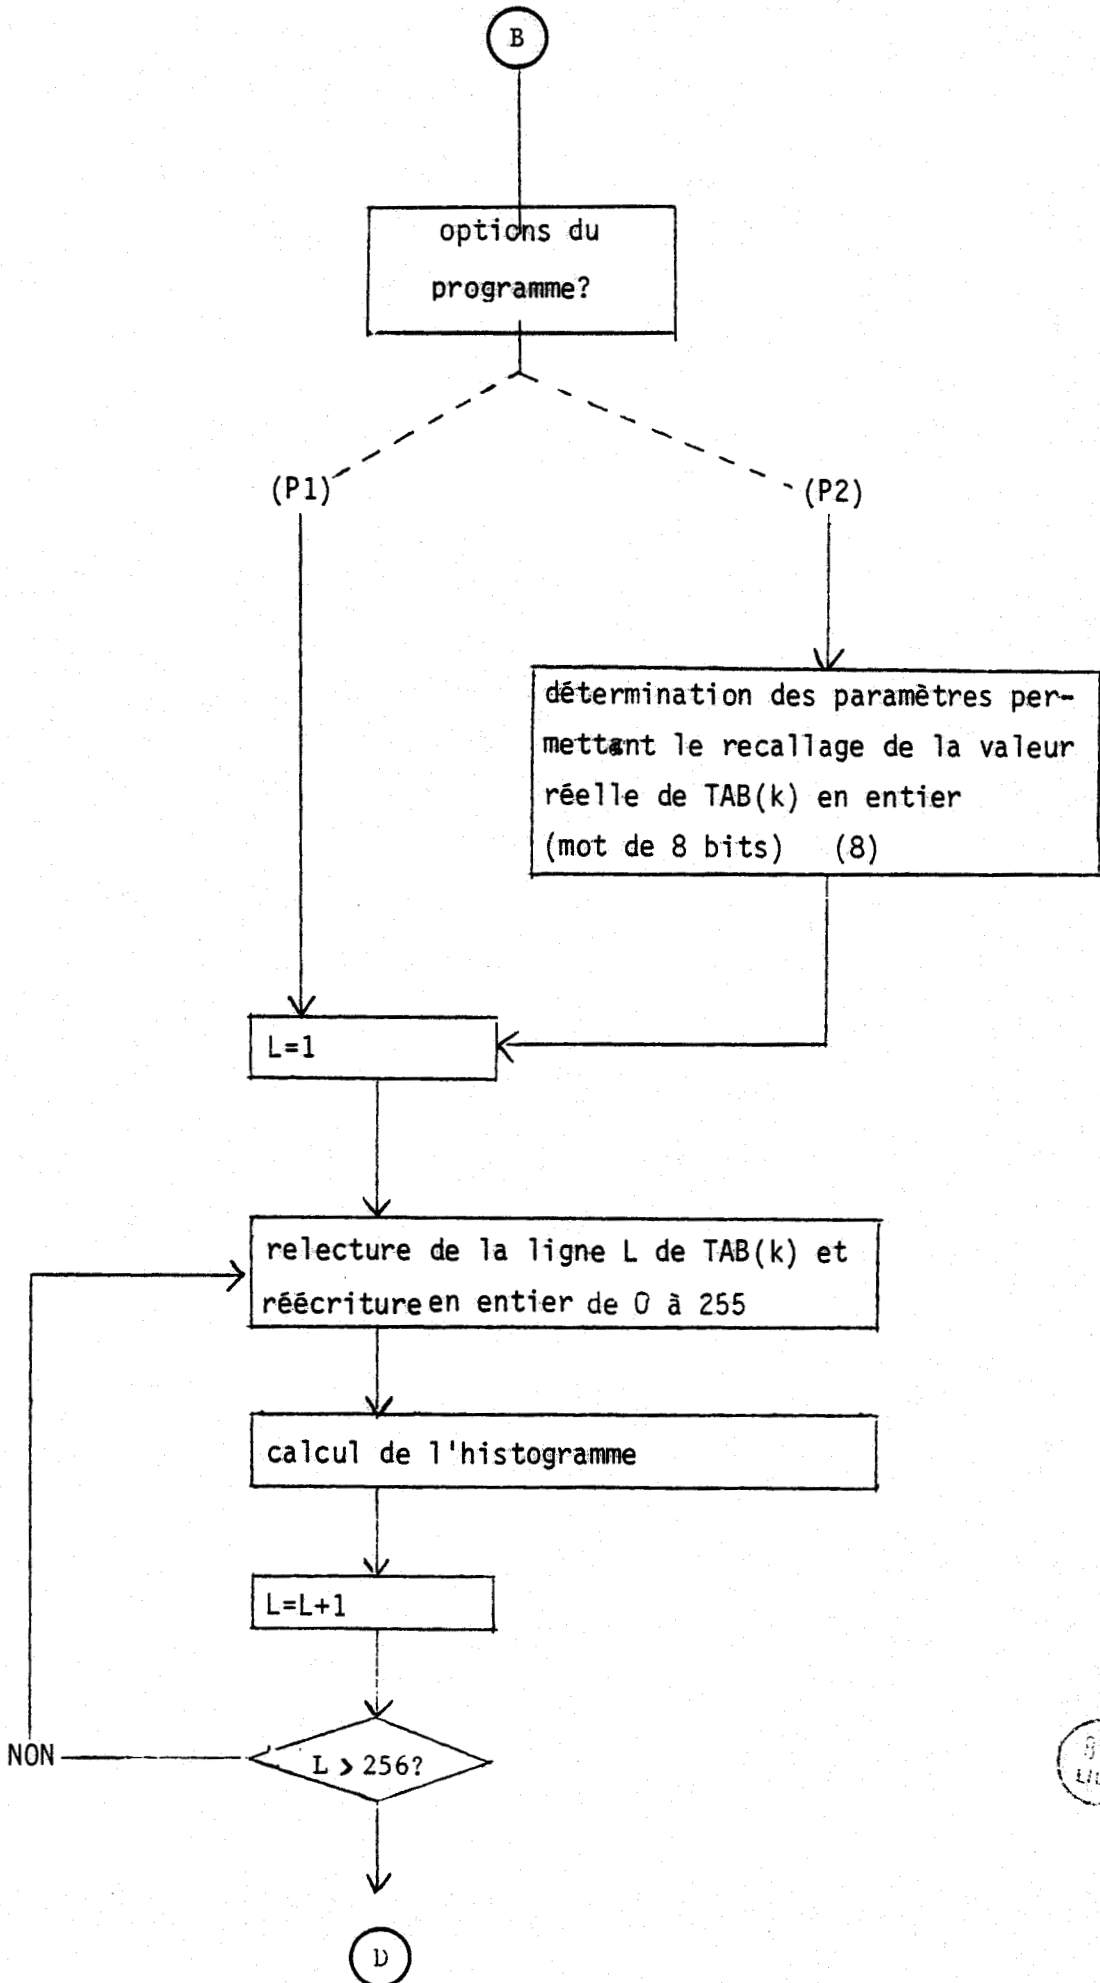 B
options du
programme?
(P1)
(P2)
détermination des paramètres per-
mettant le recallage de la valeur
réelle de TAB(k) en entier
(mot de 8 bits) (8)
L=1
relecture de la ligne L de TAB(k) et
réécriture en entier de 0 à 255
calcul de l'histogramme
L=L+1
NON
L > 256?
D